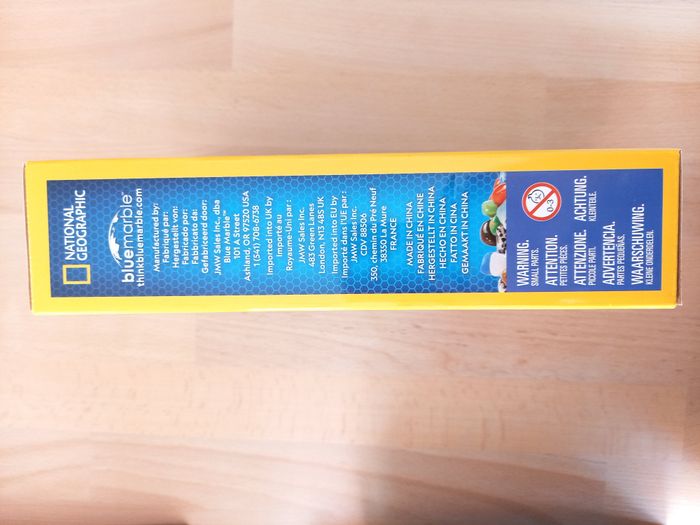 NATIONAL
GEOGRAPHIC
bluemarble®
thinkbluemarble.com
Manufactured by:
Fabriqué par:
Hergestellt von:
Fabricado por:
Fabbricato da:
Gefabriceerd door:
JMW Sales Inc., dba
Blue Marble™
101 A Street
Ashland, OR 97520 USA
1 (541) 708-6738
Imported into UK by
Importé au
Royaume-Uni par :
JMW Sales Inc.
483 Green Lanes
London, N13 4BS UK
Imported into EU by
Importé dans l'UE par :
JMW Sales Inc.
CDV 88506
350, chemin du Pré Neuf
38350 La Mure
FRANCE
MADE IN CHINA
FABRIQUÉ EN CHINE
HERGESTELLT IN CHINA
HECHO EN CHINA
FATTO IN CINA
GEMAAKT IN CHINA
0-3
WARNING.
SMALL PARTS.
ATTENTION.
PETITES PIECES.
ATTENZIONE. ACHTUNG.
PICCOLE PARTI. KLEINTEILE.
ADVERTENCIA.
PARTES PEQUEÑAS.
WAARSCHUWING.
KLEINE ONDERDELEN.